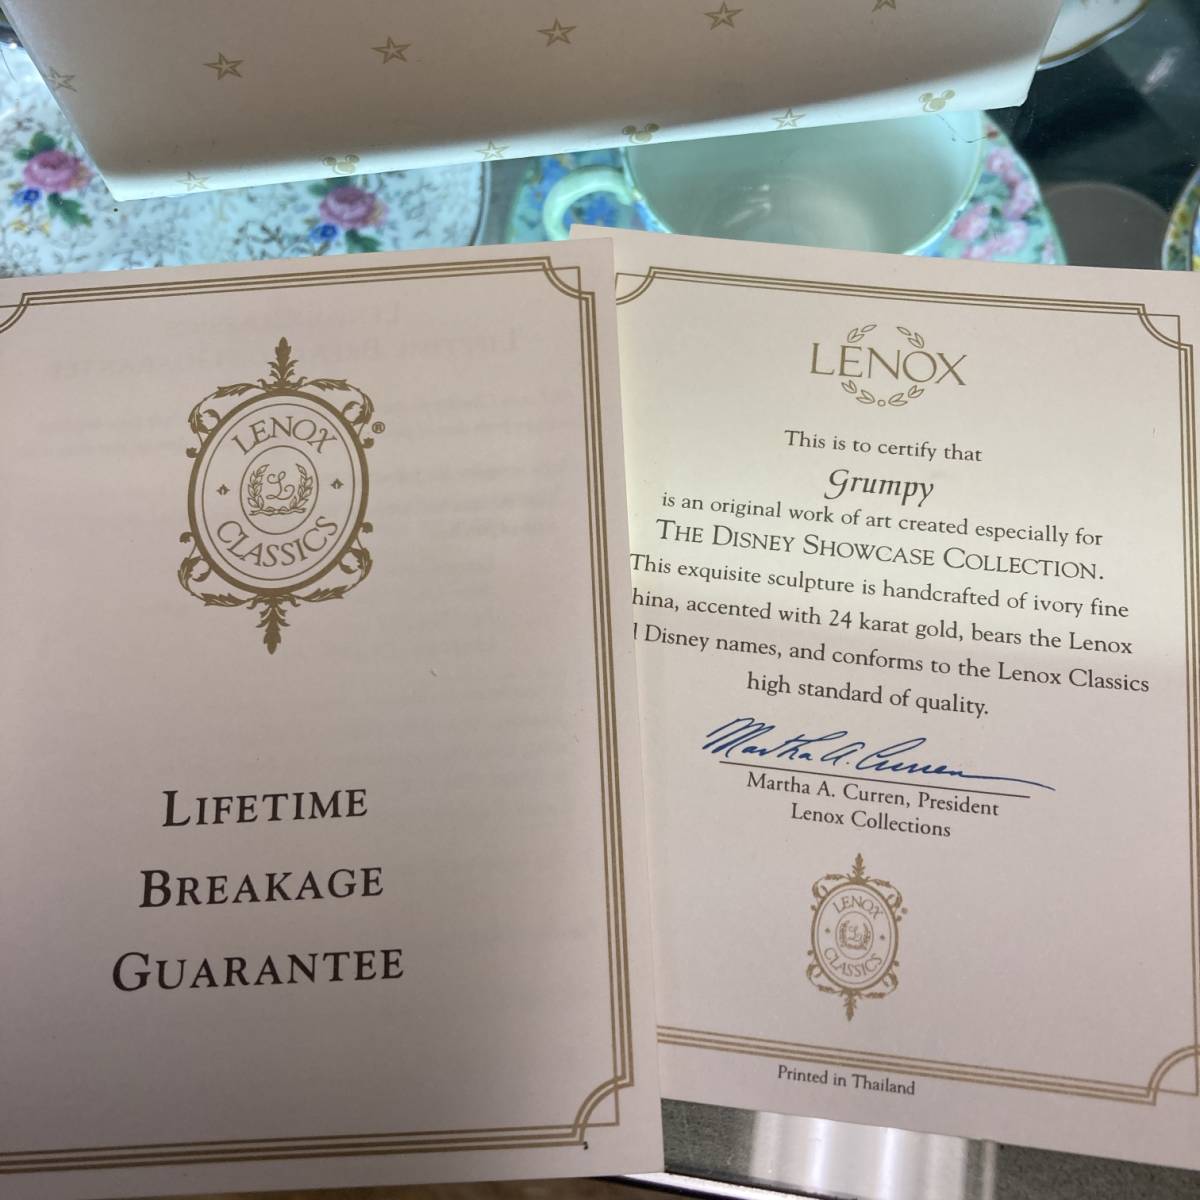 LENOX
CLASSICS
®
LIFETIME
BREAKAGE
GUARANTEE
LENOX
This is to certify that
Grumpy
is an original work of art created especially for
THE DISNEY SHOWCASE COLLECTION.
This exquisite sculpture is handcrafted of ivory fine
hina, accented with 24 karat gold, bears the Lenox
Disney names, and conforms to the Lenox Classics
high standard of quality.
Martha A. Curren
Martha A. Curren, President
Lenox Collections
LENOX
CLASSICS
Printed in Thailand